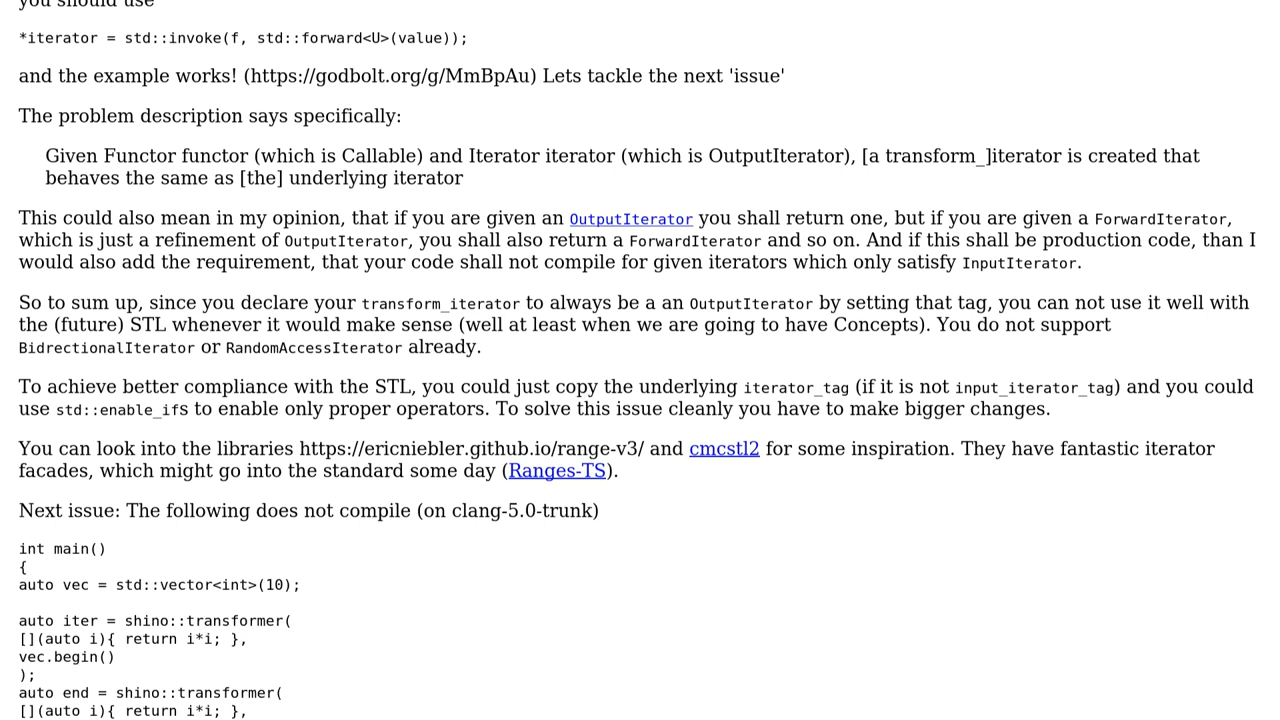 you should use
*iterator = std::invoke(f, std::forward<U>(value));
and the example works! (https://godbolt.org/g/MmBpAu) Lets tackle the next 'issue'
The problem description says specifically:
Given Functor functor (which is Callable) and Iterator iterator (which is OutputIterator), [a transform_]iterator is created that
behaves the same as [the] underlying iterator
This could also mean in my opinion, that if you are given an OutputIterator you shall return one, but if you are given a ForwardIterator,
which is just a refinement of OutputIterator, you shall also return a ForwardIterator and so on. And if this shall be production code, than I
would also add the requirement, that your code shall not compile for given iterators which only satisfy InputIterator.
So to sum up, since you declare your transform_iterator to always be a an OutputIterator by setting that tag, you can not use it well with
the (future) STL whenever it would make sense (well at least when we are going to have Concepts). You do not support
BidrectionalIterator or RandomAccessIterator already.
To achieve better compliance with the STL, you could just copy the underlying iterator_tag (if it is not input_iterator_tag) and you could
use std::enable_ifs to enable only proper operators. To solve this issue cleanly you have to make bigger changes.
You can look into the libraries https://ericniebler.github.io/range-v3/ and cmcstl2 for some inspiration. They have fantastic iterator
facades, which might go into the standard some day (Ranges-TS).
Next issue: The following does not compile (on clang-5.0-trunk)
int main()
{
auto vec = std::vector<int>(10);
auto iter = shino::transformer(
[](auto i){ return i*i; },
vec.begin()
);
auto end = shino::transformer(
[](auto i){ return i*i; },